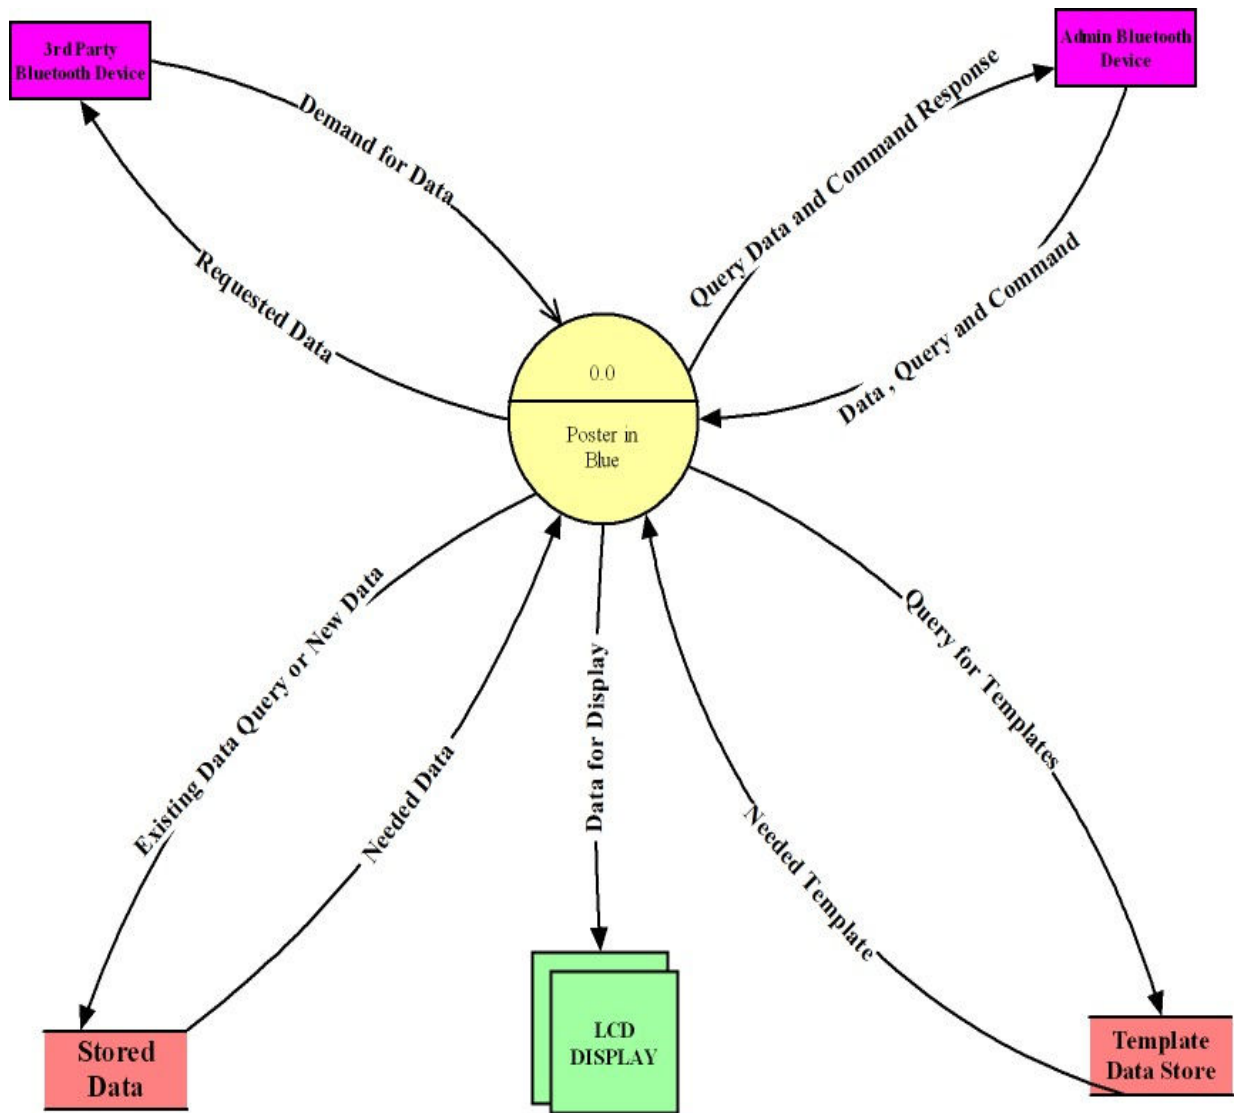 3rd Party
Bluetooth Device
Admin Bluetooth
Device
Demand for Data
Query Data and Command Response
Requested Data
Data , Query and Command
0.0
Poster in
Blue
Existing Data Query or New Data
Needed Data
Data for Display
Query for Templates
Needed Template
Stored
Data
LCD
DISPLAY
Template
Data Store